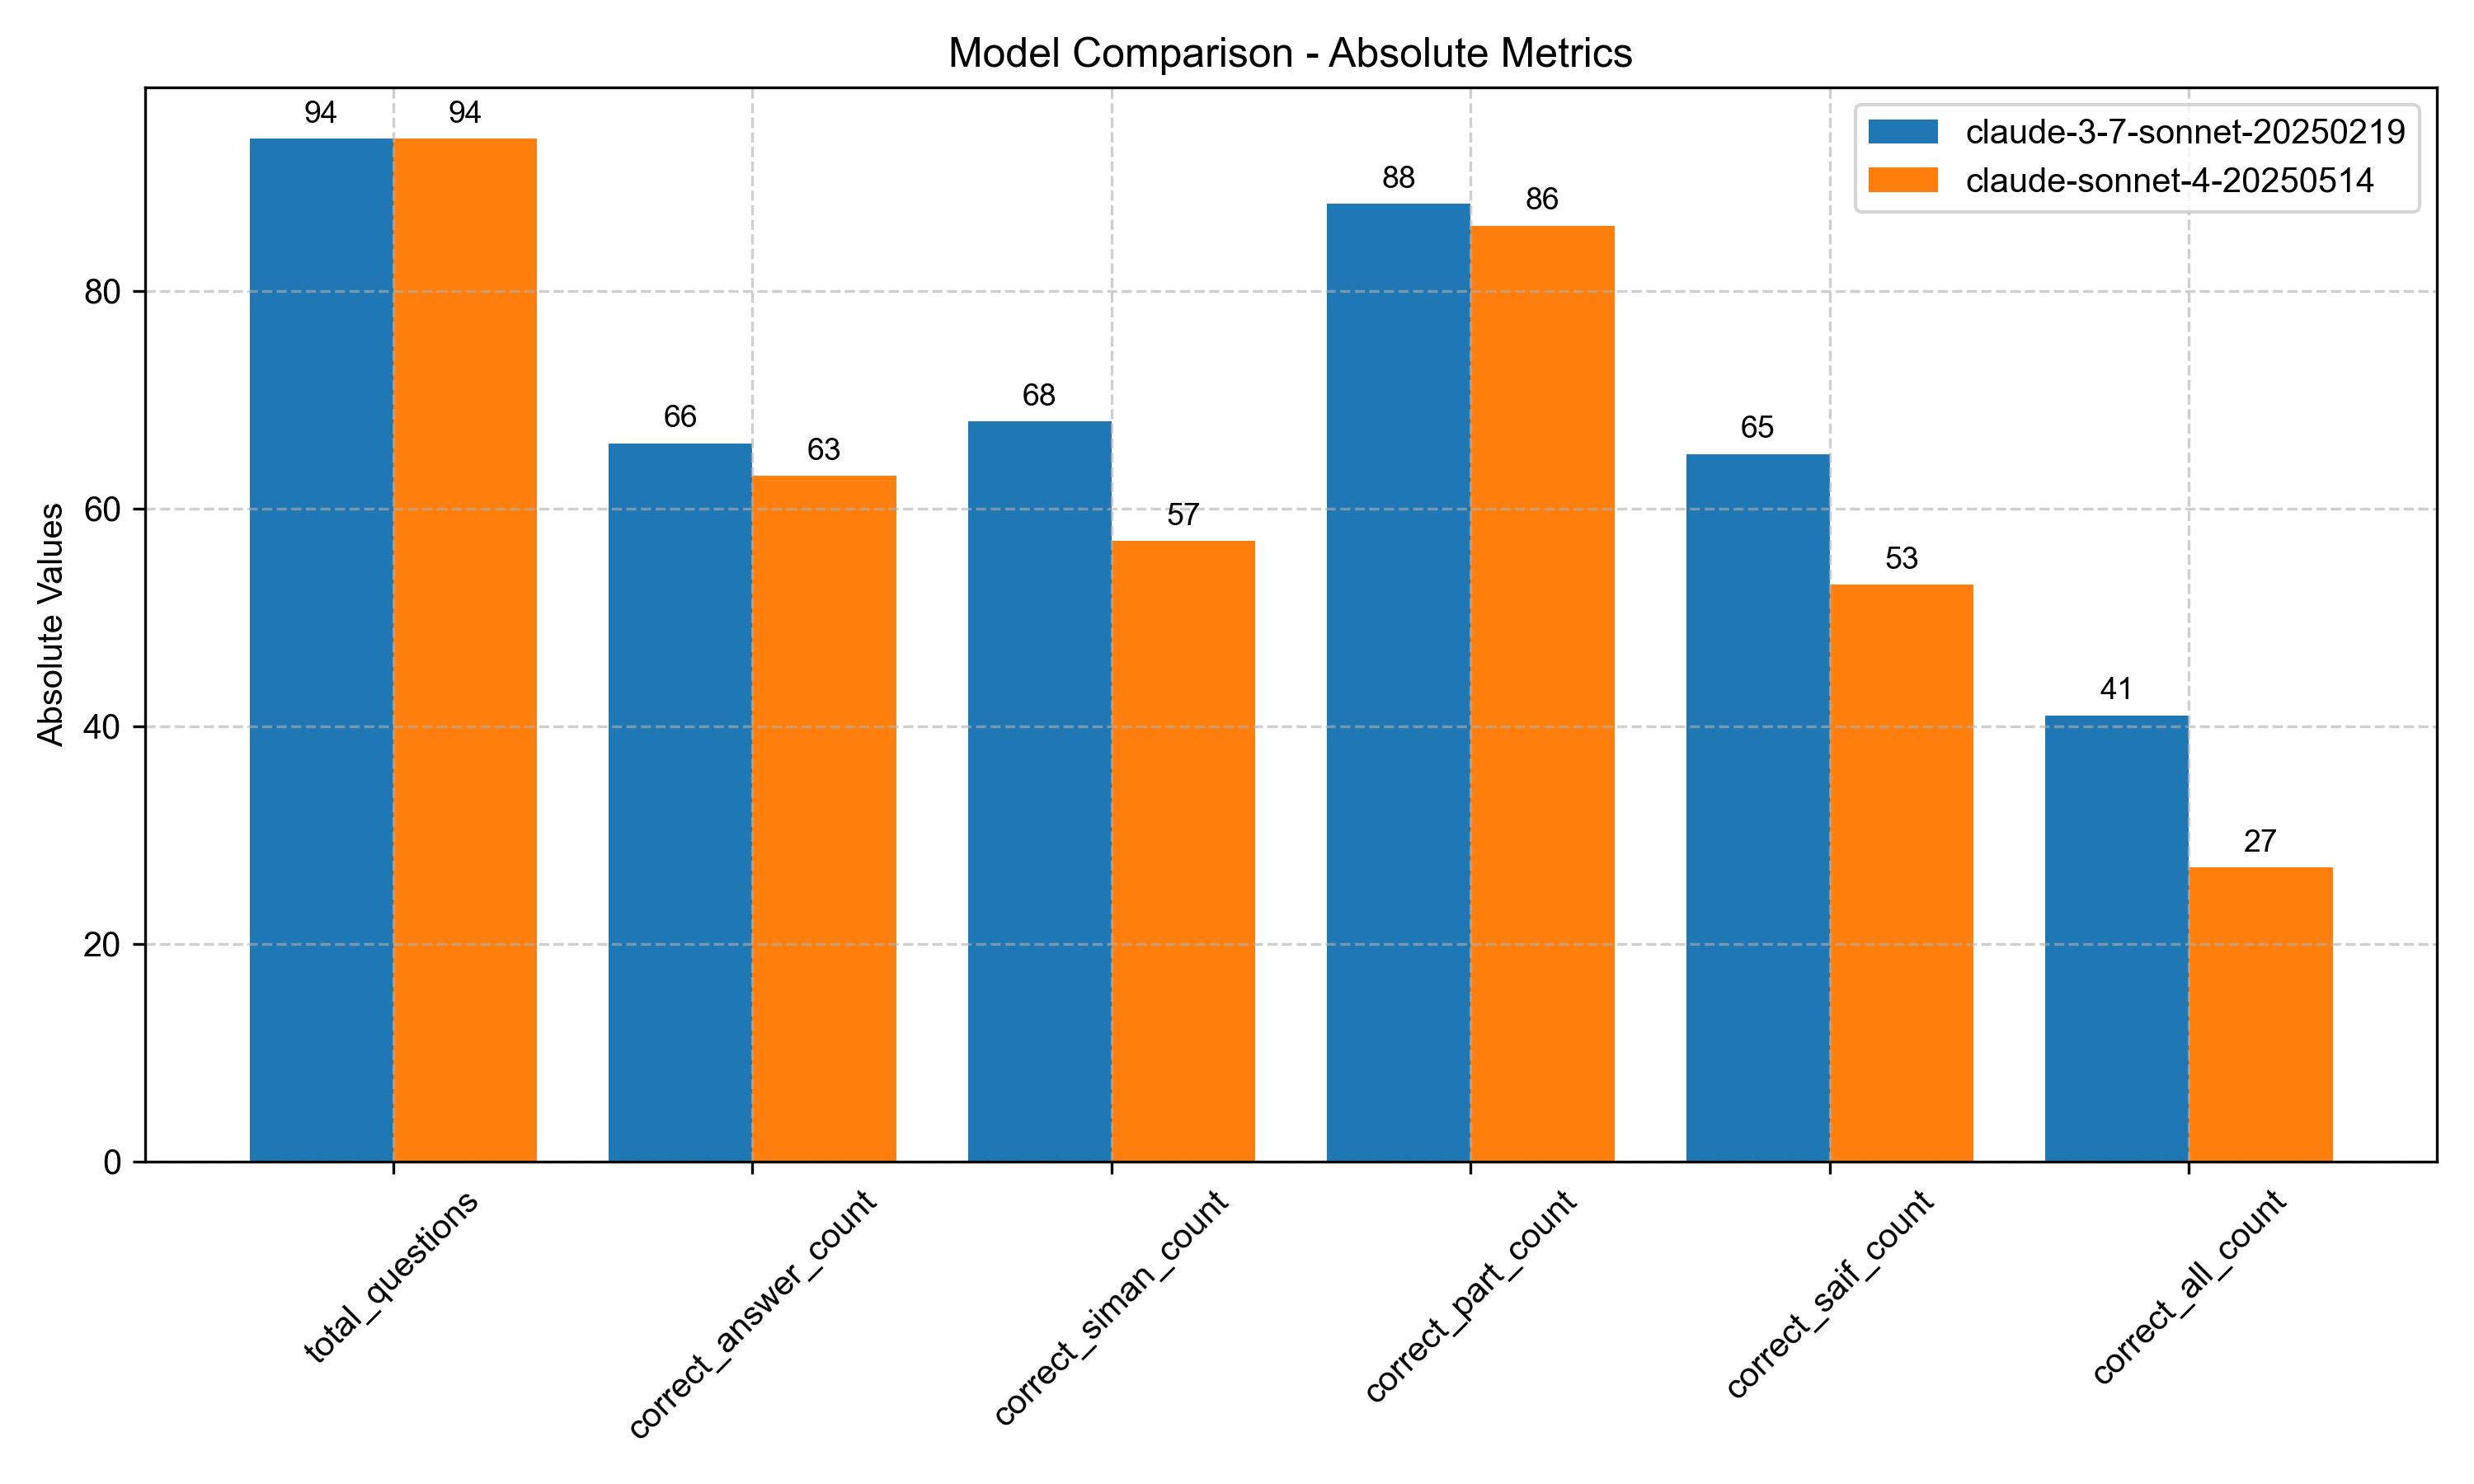 Model Comparison - Absolute Metrics
claude-3-7-sonnet-20250219
claude-sonnet-4-20250514
94
94
66
63
68
57
88
86
65
53
41
27
Absolute Values
80
60
40
20
0
total_questions
correct_answer_count
correct_siman_count
correct_part_count
correct_saif_count
correct_all_count